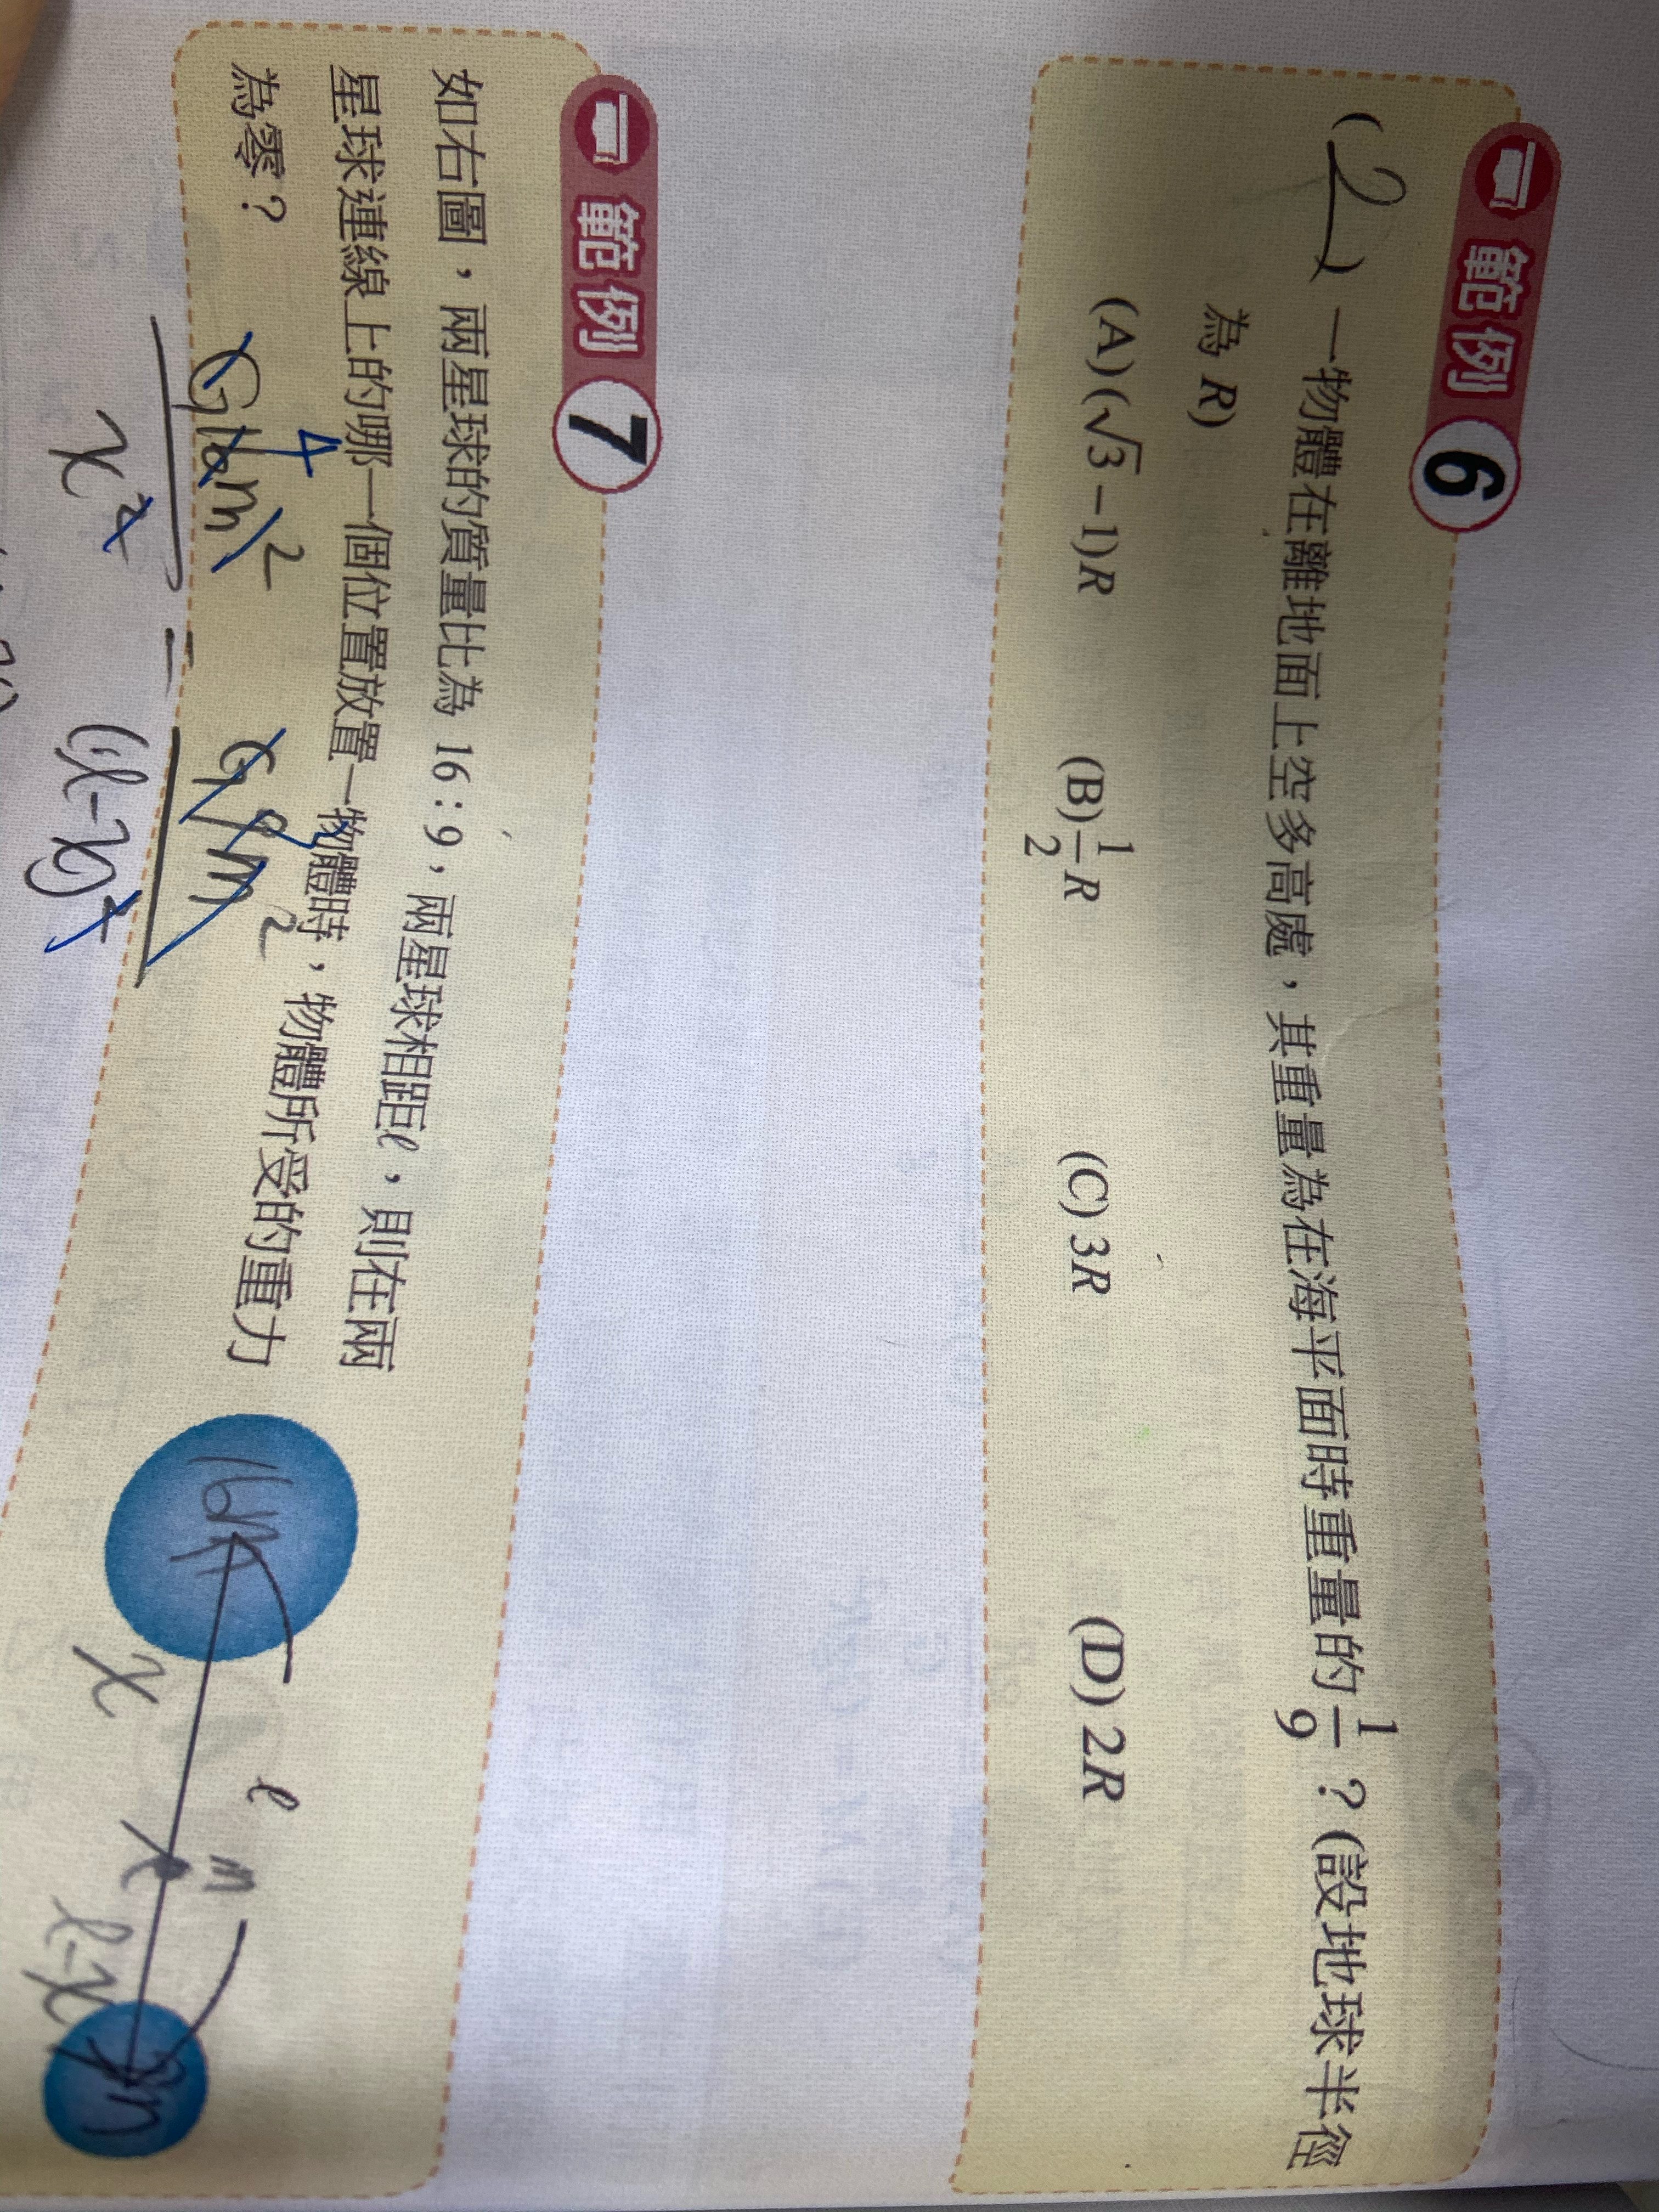 範例 6
一物體在離地面上空多高處，其重量為在海平面時重量的 1/9 ？(設地球半徑
為 R)
(A)(√3−1)R (B)1/2 R (C) 3R (D) 2R
範例 7
如右圖，兩星球的質量比為 16：9，兩星球相距ℓ，則在兩
星球連線上的哪一個位置放置一物體時，物體所受的重力
為零？
ℓ
m
x
ℓ-x
4
x²
(ℓ-x)²